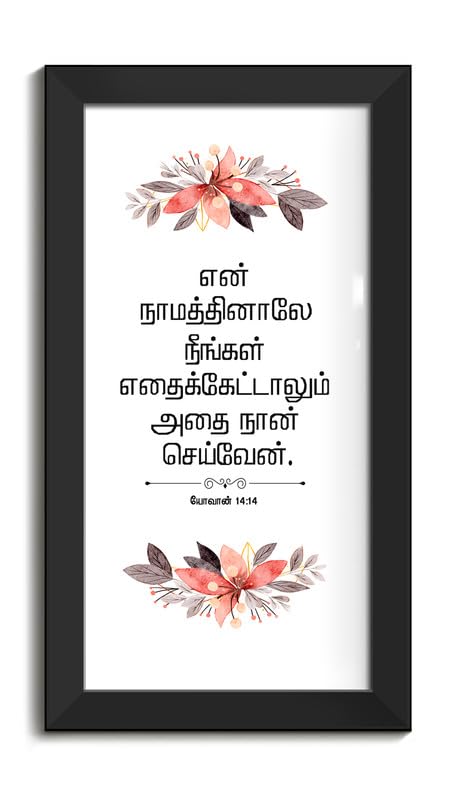 என்
நாமத்தினாலே
நீங்கள்
எதைக்கேட்டாலும்
அதை நான்
செய்வேன்.
யோவான் 14:14